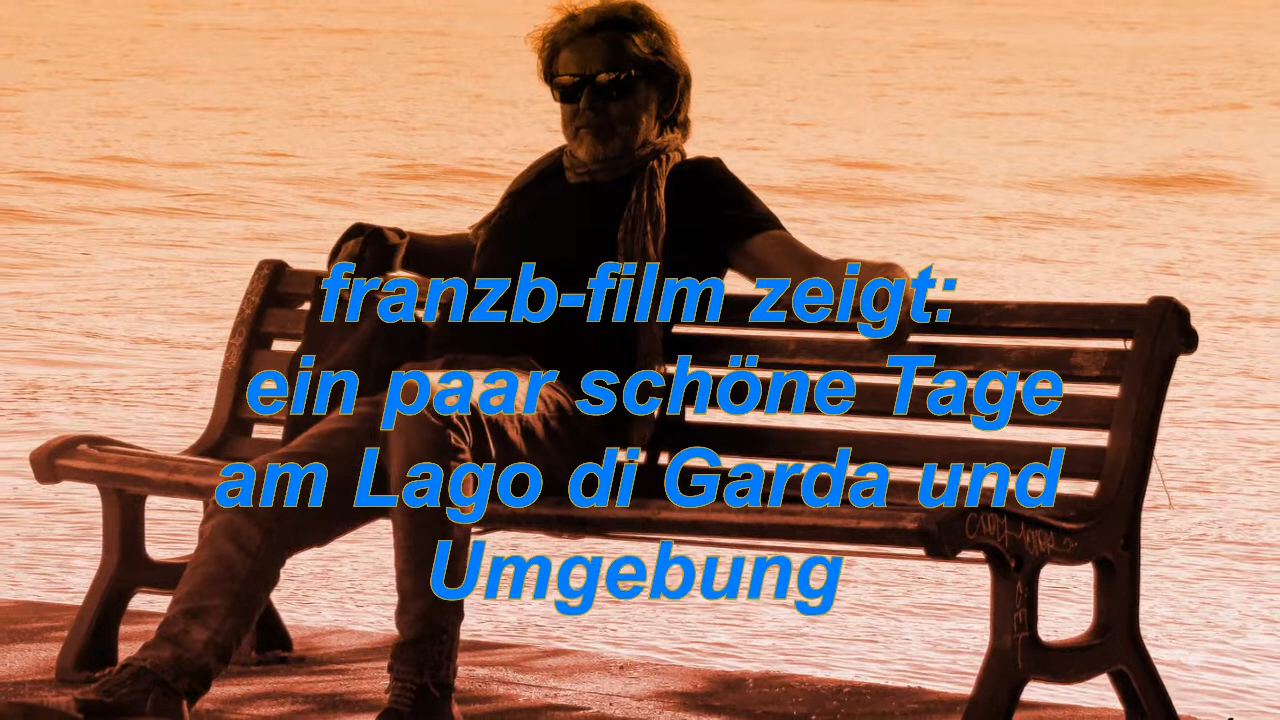 franzb-film zeigt:
ein paar schöne Tage
am Lago di Garda und
Umgebung